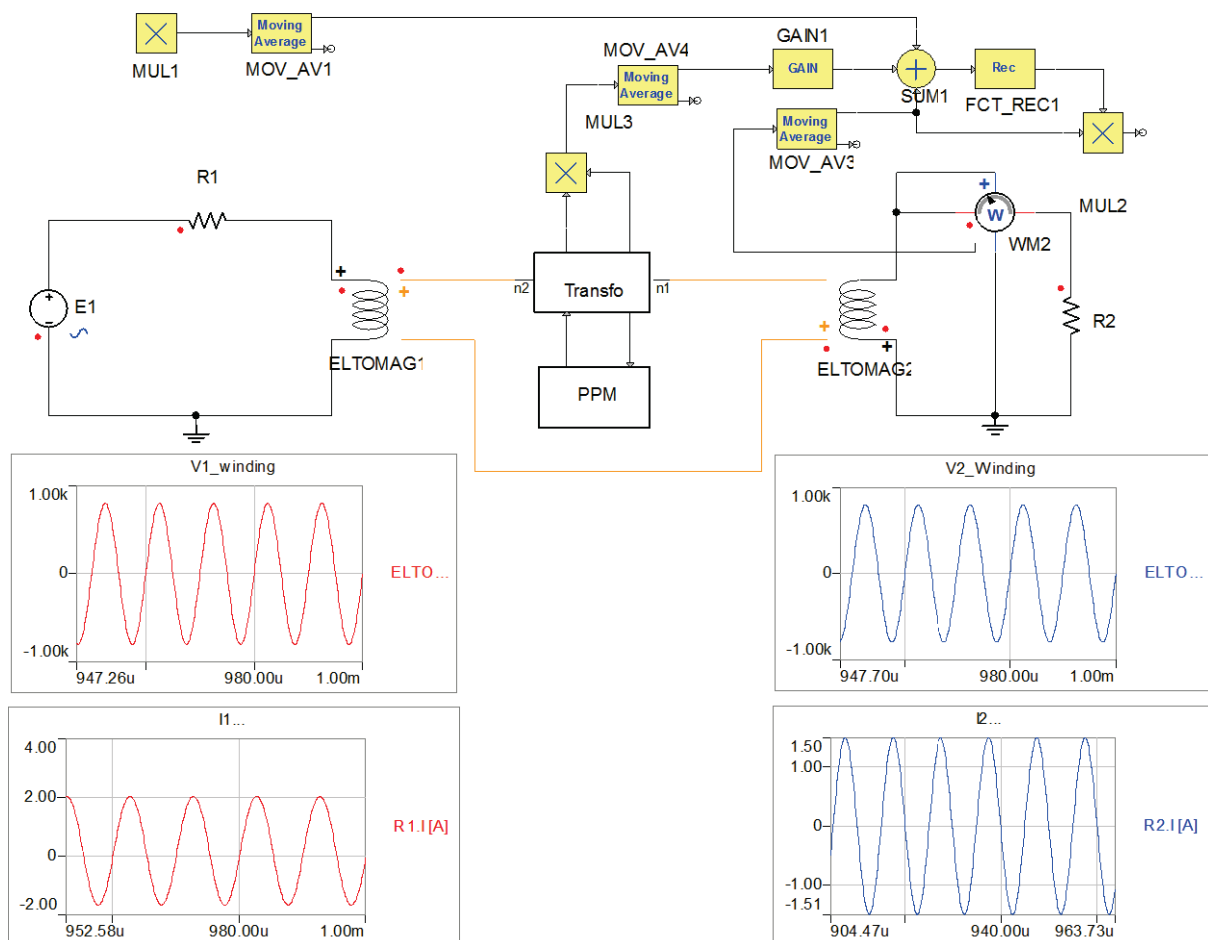 Moving
Average
MUL1
MOV_AV1
MOV_AV4
Moving
Average
MUL3
GAIN1
GAIN
SUM1
Rec
FCT_REC1
Moving
Average
MOV_AV3
MUL2
R1
+
W
WM2
E1
+
+
ELTOMAG1
n2
Transfo
n1
PPM
+
+
ELTOMAG2
R2
V1_winding
1.00k
0
-1.00k
947.26u
980.00u
1.00m
ELTO...
V2_Winding
1.00k
0
-1.00k
947.70u
980.00u
1.00m
ELTO...
I1...
4.00
2.00
0
-2.00
952.58u
980.00u
1.00m
R1.I [A]
I2...
1.50
1.00
0
-1.00
-1.51
904.47u
940.00u
963.73u
R2.I [A]